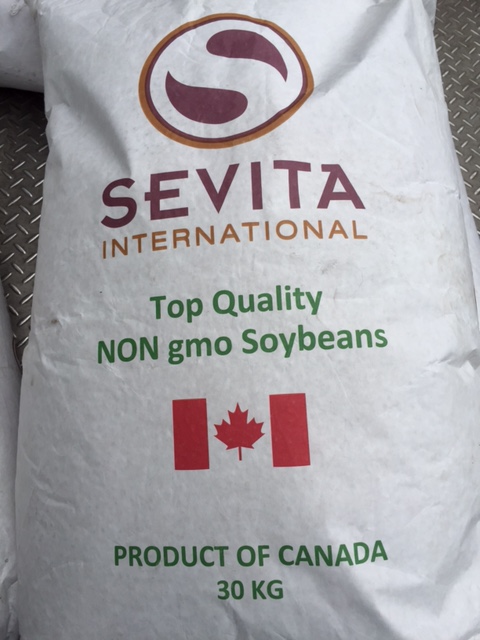 SEVITA
INTERNATIONAL
Top Quality
NON gmo Soybeans
PRODUCT OF CANADA
30 KG